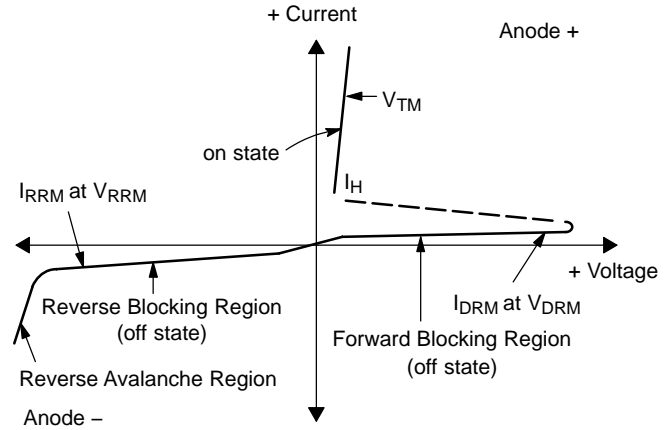 + Current
Anode +
V_TM
on state
I_H
I_RRM at V_RRM
+ Voltage
Reverse Blocking Region
(off state)
I_DRM at V_DRM
Forward Blocking Region
(off state)
Reverse Avalanche Region
Anode –